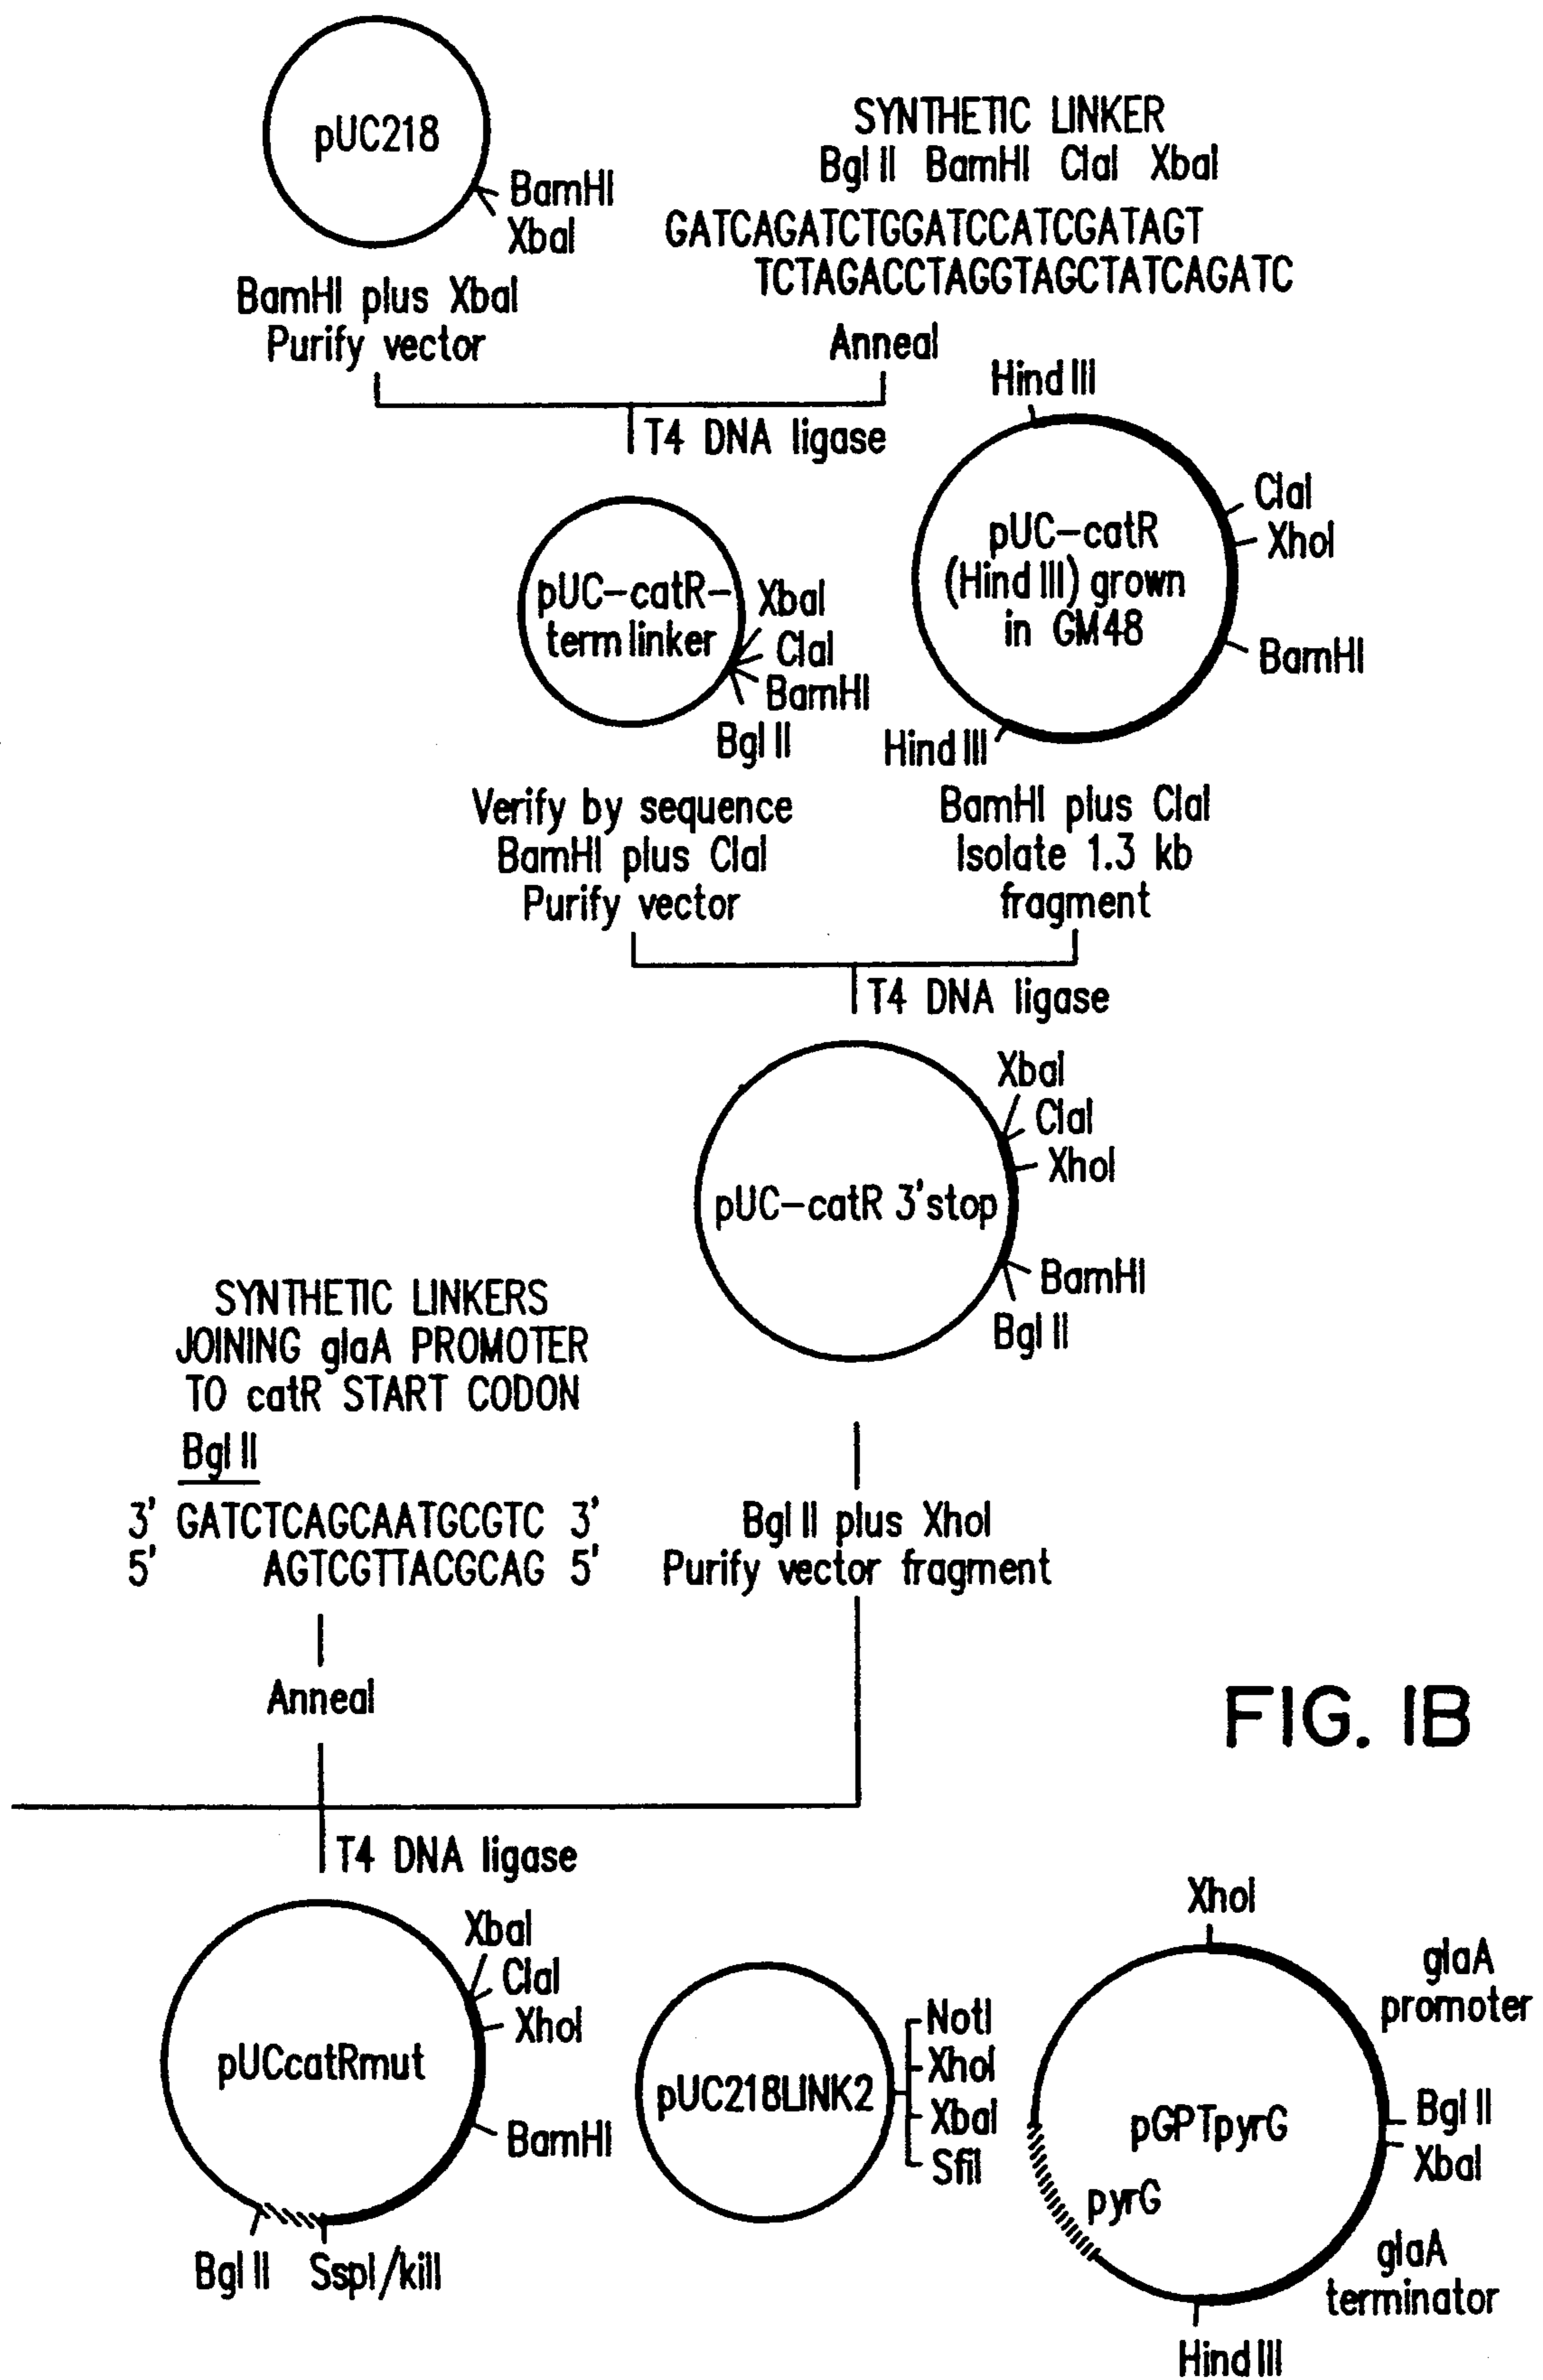 pUC218
BamHI
XbaI
BamHI plus XbaI
Purify vector
SYNTHETIC LINKER
Bgl II BamHI ClaI XbaI
GATCAGATCTGGATCCATCGATAGT
TCTAGACCTAGGTAGCTATCAGATC
Anneal
T4 DNA ligase
Hind III
ClaI
XhoI
pUC-catR
(Hind III) grown
in GM48
BamHI
Hind III
pUC-catR-
term linker
XbaI
ClaI
BamHI
Bgl II
Verify by sequence
BamHI plus ClaI
Purify vector
BamHI plus ClaI
Isolate 1.3 kb
fragment
T4 DNA ligase
XbaI
ClaI
XhoI
pUC-catR 3'stop
BamHI
Bgl II
SYNTHETIC LINKERS
JOINING glaA PROMOTER
TO catR START CODON
Bgl II
3' GATCTCAGCAATGCGTC 3'
5' AGTCGTTACGCAG 5'
Anneal
Bgl II plus XhoI
Purify vector fragment
FIG. 1B
T4 DNA ligase
XbaI
ClaI
XhoI
pUCcatRmut
BamHI
Bgl II SspI/kill
pUC218LINK2
NotI
XhoI
XbaI
SfiI
XhoI
glaA
promoter
pGPTpyrG
Bgl II
XbaI
pyrG
glaA
terminator
Hind III